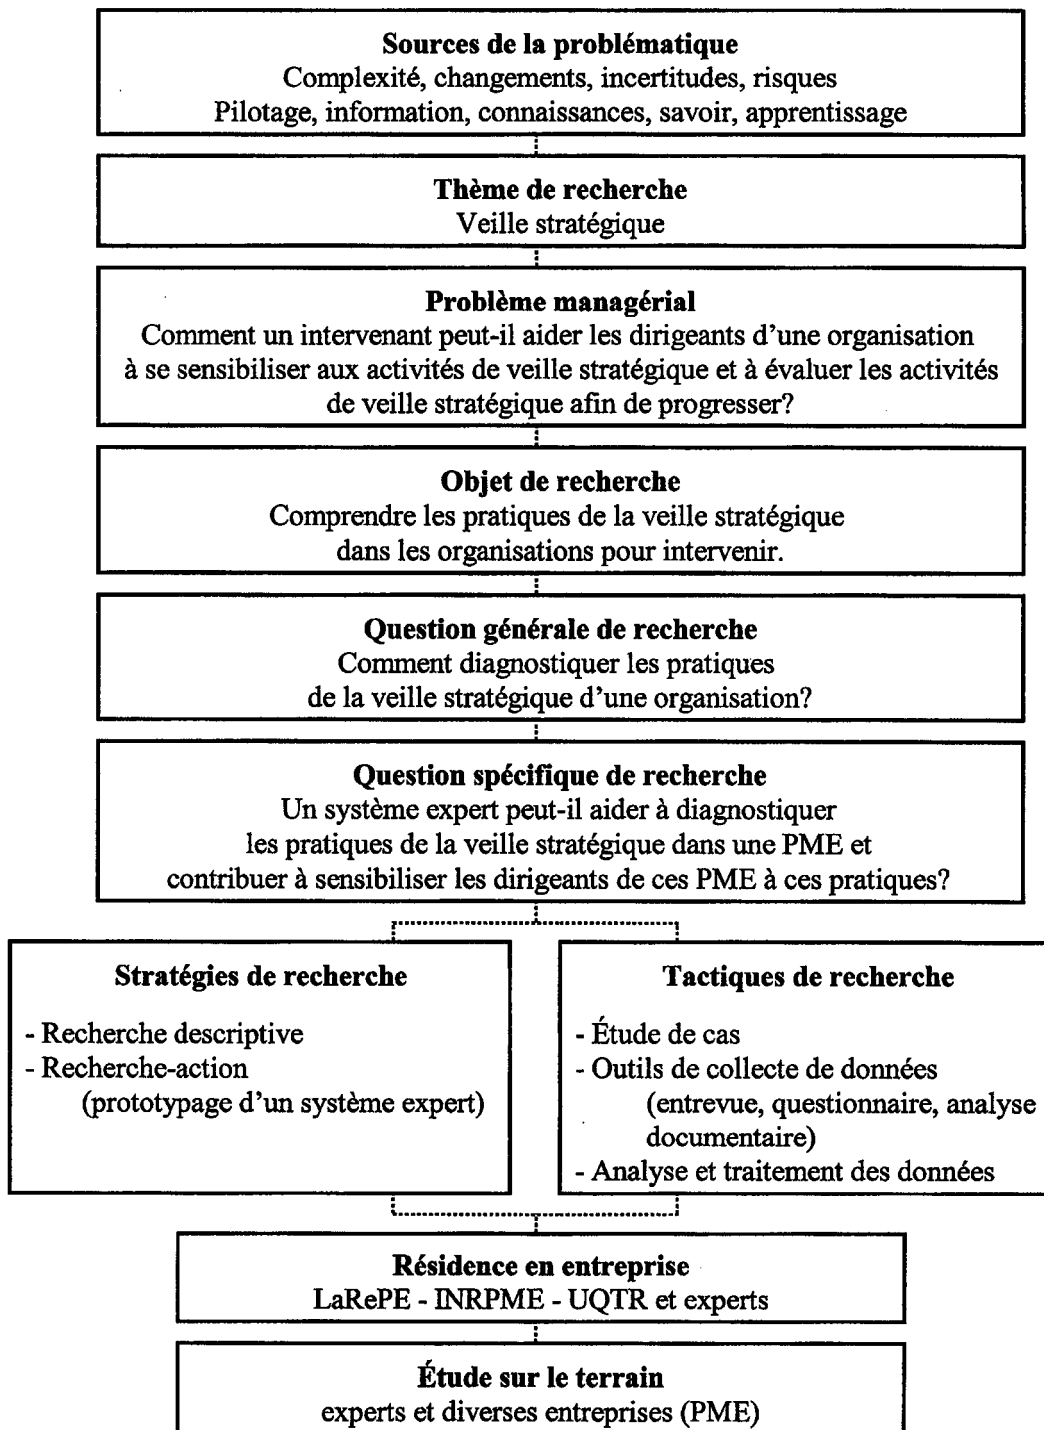 Sources de la problématique
Complexité, changements, incertitudes, risques
Pilotage, information, connaissances, savoir, apprentissage
Thème de recherche
Veille stratégique
Problème managérial
Comment un intervenant peut-il aider les dirigeants d'une organisation
à se sensibiliser aux activités de veille stratégique et à évaluer les activités
de veille stratégique afin de progresser?
Objet de recherche
Comprendre les pratiques de la veille stratégique
dans les organisations pour intervenir.
Question générale de recherche
Comment diagnostiquer les pratiques
de la veille stratégique d'une organisation?
Question spécifique de recherche
Un système expert peut-il aider à diagnostiquer
les pratiques de la veille stratégique dans une PME et
contribuer à sensibiliser les dirigeants de ces PME à ces pratiques?
Stratégies de recherche
- Recherche descriptive
- Recherche-action
(prototypage d'un système expert)
Tactiques de recherche
- Étude de cas
- Outils de collecte de données
(entrevue, questionnaire, analyse
documentaire)
- Analyse et traitement des données
Résidence en entreprise
LaRePE - INRPME - UQTR et experts
Étude sur le terrain
experts et diverses entreprises (PME)